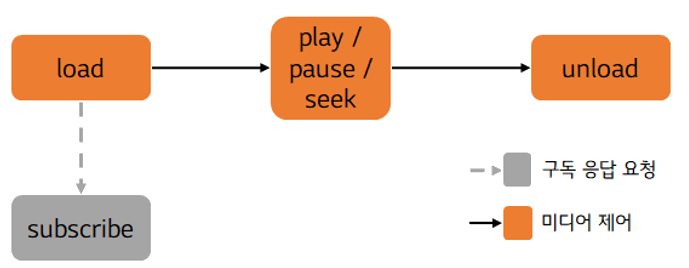 load
play /
pause /
seek
unload
subscribe
구독 응답 요청
미디어 제어